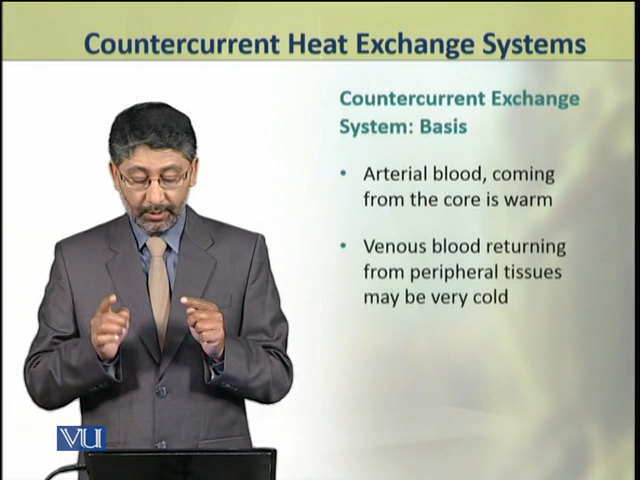 Countercurrent Heat Exchange Systems
Countercurrent Exchange
System: Basis
• Arterial blood, coming
from the core is warm
• Venous blood returning
from peripheral tissues
may be very cold
VU